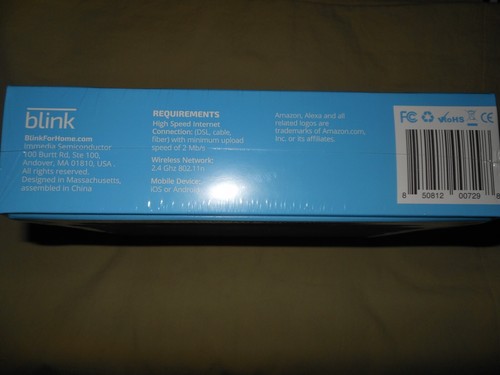 blink
BlinkForHome.com
Immedia Semiconductor
100 Burtt Rd, Ste 100,
Andover, MA 01810, USA.
All rights reserved.
Designed in Massachusetts,
assembled in China
REQUIREMENTS
High Speed Internet
Connection: (DSL, cable,
fiber) with minimum upload
speed of 2 Mb/s
Wireless Network:
2.4 Ghz 802.11n
Mobile Device:
iOS or Android
Amazon, Alexa and all
related logos are
trademarks of Amazon.com,
Inc. or its affiliates.
FC RoHS CE
8 50812 00729 8